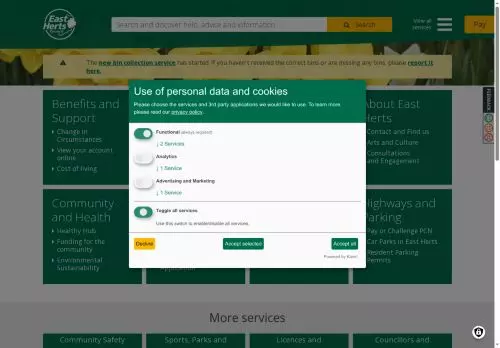 East Herts
Search and discover help, advice and information
Search
View all services
Pay
The new bin collection service has started. If you haven't received the correct bins or are missing any bins, please report it here.
FEEDBACK
Benefits and Support
Change in Circumstances
View your account online
Cost of living
About East Herts
Contact and Find us
Arts and Culture
Consultations and Engagement
Use of personal data and cookies
Please choose the services and 3rd party applications we would like to use. To learn more please read our privacy policy.
Functional (always required)
↓ 2 Services
Analytics
↓ 1 Service
Advertising and Marketing
↓ 1 Service
Toggle all services
Use this switch to enable/disable all services.
Decline
Accept selected
Accept all
Powered by Klaro!
Community and Health
Healthy Hub
Funding for the community
Environmental Sustainability
Application
Highways and Parking
Pay or Challenge PCN
Car Parks in East Herts
Resident Parking Permits
More services
Community Safety
Sports, Parks and
Licences and
Councillors and